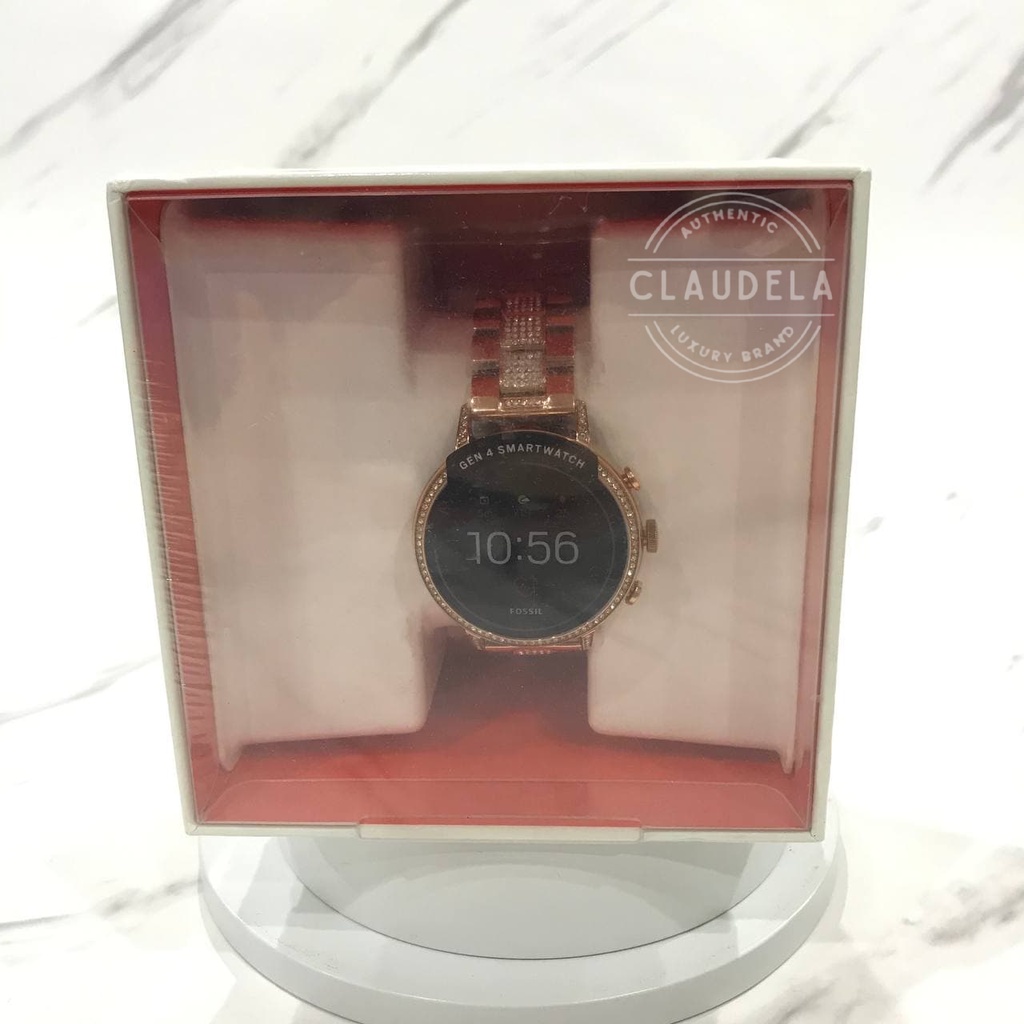 AUTHENTIC
CLAUDELA
LUXURY BRAND
GEN 4 SMARTWATCH
10:56
FOSSIL